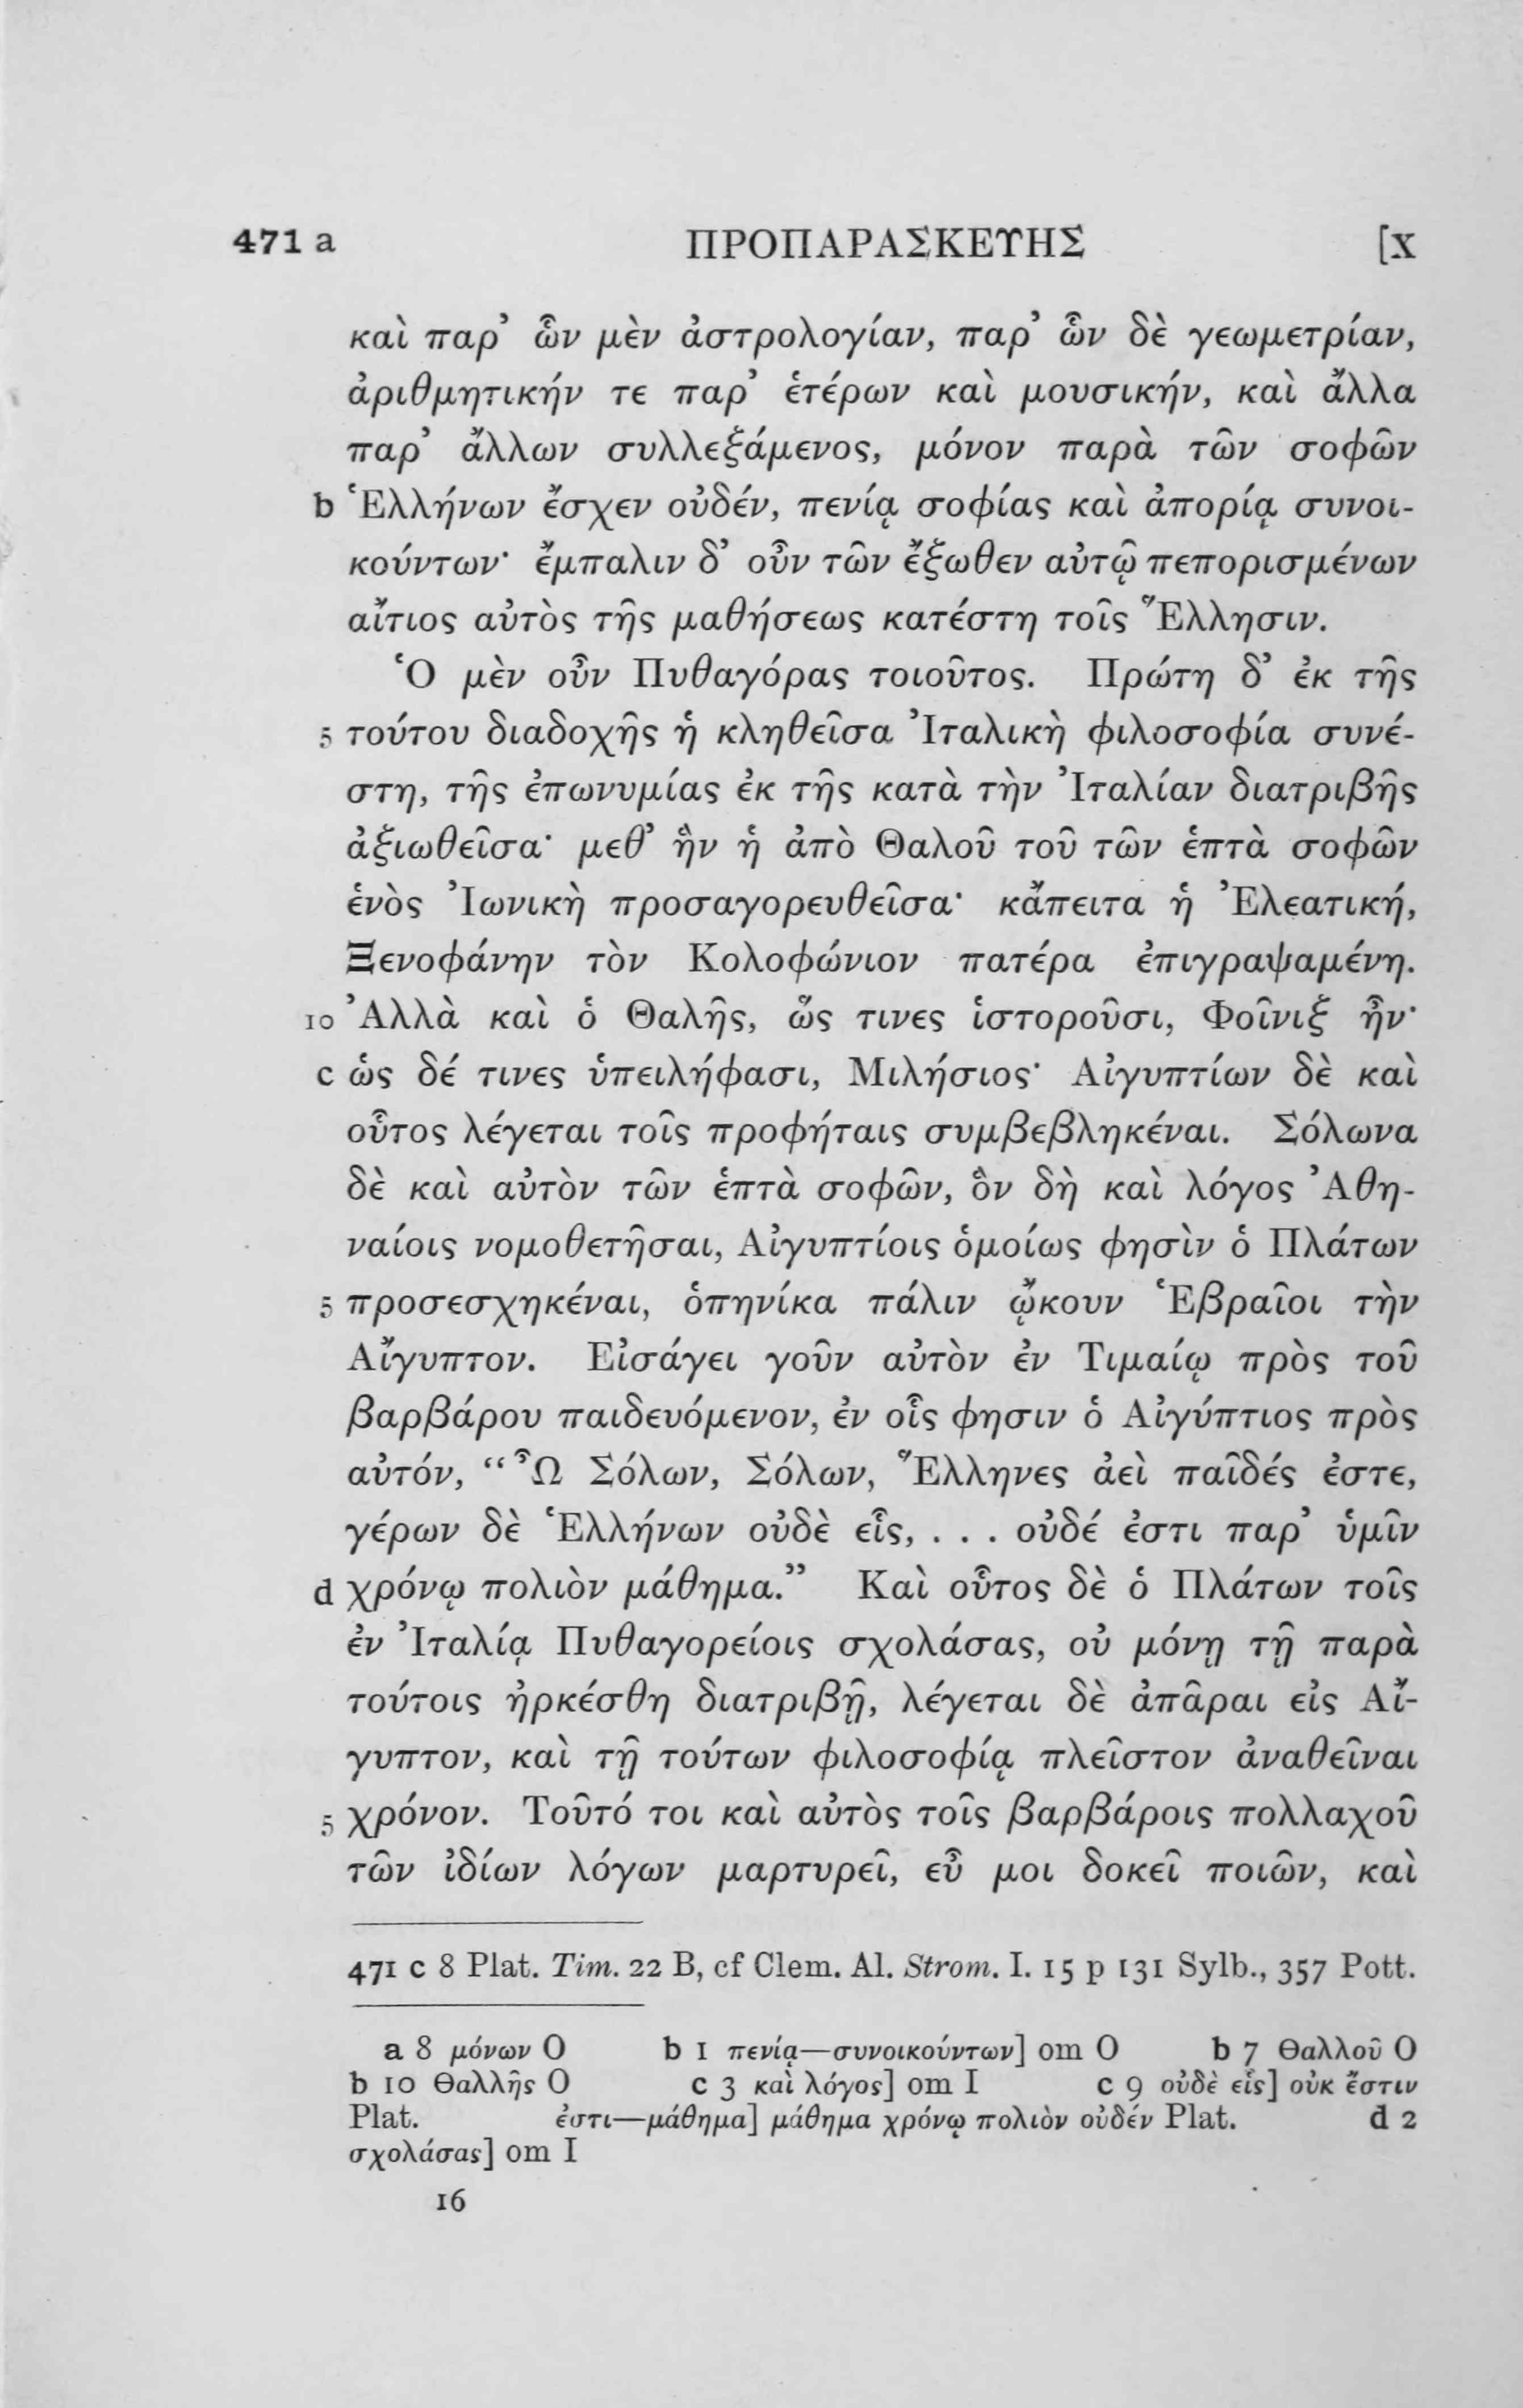 471 a ΠΡΟΠΑΡΑΣΚΕΥΗΣ [X
καὶ παρ’ ὧν μὲν ἀστρολογίαν, παρ’ ὧν δὲ γεωμετρίαν,
ἀριθμητικήν τε παρ’ ἑτέρων καὶ μουσικήν, καὶ ἄλλα
παρ’ ἄλλων συλλεξάμενος, μόνον παρὰ τῶν σοφῶν
b Ἑλλήνων ἔσχεν οὐδέν, πενίᾳ σοφίας καὶ ἀπορίᾳ συνοι-
κούντων· ἔμπαλιν δ’ οὖν τῶν ἔξωθεν αὐτῷ πεπορισμένων
αἴτιος αὐτὸς τῆς μαθήσεως κατέστη τοῖς Ἕλλησιν.
Ὁ μὲν οὖν Πυθαγόρας τοιοῦτος. Πρώτη δ’ ἐκ τῆς
5 τούτου διαδοχῆς ἡ κληθεῖσα Ἰταλικὴ φιλοσοφία συνέ-
στη, τῆς ἐπωνυμίας ἐκ τῆς κατὰ τὴν Ἰταλίαν διατριβῆς
ἀξιωθεῖσα· μεθ’ ἣν ἡ ἀπὸ Θαλοῦ τοῦ τῶν ἑπτὰ σοφῶν
ἑνὸς Ἰωνικὴ προσαγορευθεῖσα· κἄπειτα ἡ Ἐλεατική,
Ξενοφάνην τὸν Κολοφώνιον πατέρα ἐπιγραψαμένη.
10 Ἀλλὰ καὶ ὁ Θαλῆς, ὥς τινες ἱστοροῦσι, Φοῖνιξ ἦν·
c ὡς δέ τινες ὑπειλήφασι, Μιλήσιος· Αἰγυπτίων δὲ καὶ
οὗτος λέγεται τοῖς προφήταις συμβεβληκέναι. Σόλωνα
δὲ καὶ αὐτὸν τῶν ἑπτὰ σοφῶν, ὃν δὴ καὶ λόγος Ἀθη-
ναίοις νομοθετῆσαι, Αἰγυπτίοις ὁμοίως φησὶν ὁ Πλάτων
5 προσεσχηκέναι, ὁπηνίκα πάλιν ᾤκουν Ἑβραῖοι τὴν
Αἴγυπτον. Εἰσάγει γοῦν αὐτὸν ἐν Τιμαίῳ πρὸς τοῦ
βαρβάρου παιδευόμενον, ἐν οἷς φησιν ὁ Αἰγύπτιος πρὸς
αὐτόν, “Ὦ Σόλων, Σόλων, Ἕλληνες ἀεὶ παῖδές ἐστε,
γέρων δὲ Ἑλλήνων οὐδὲ εἷς, . . . οὐδέ ἐστι παρ’ ὑμῖν
d χρόνῳ πολιὸν μάθημα.” Καὶ οὗτος δὲ ὁ Πλάτων τοῖς
ἐν Ἰταλίᾳ Πυθαγορείοις σχολάσας, οὐ μόνῃ τῇ παρὰ
τούτοις ἠρκέσθη διατριβῇ, λέγεται δὲ ἀπᾶραι εἰς Αἴ-
γυπτον, καὶ τῇ τούτων φιλοσοφίᾳ πλεῖστον ἀναθεῖναι
5 χρόνον. Τοῦτό τοι καὶ αὐτὸς τοῖς βαρβάροις πολλαχοῦ
τῶν ἰδίων λόγων μαρτυρεῖ, εὖ μοι δοκεῖ ποιῶν, καὶ
471 c 8 Plat. Tim. 22 B, cf Clem. Al. Strom. I. 15 p 131 Sylb., 357 Pott.
a 8 μόνων O b 1 πενίᾳ—συνοικούντων] om O b 7 Θαλλοῦ O
b 10 Θαλλῆς O c 3 καὶ λόγος] om I c 9 οὐδὲ εἷς] οὐκ ἔστιν
Plat. ἐστι—μάθημα] μάθημα χρόνῳ πολιὸν οὐδέν Plat. d 2
σχολάσας] om I
16